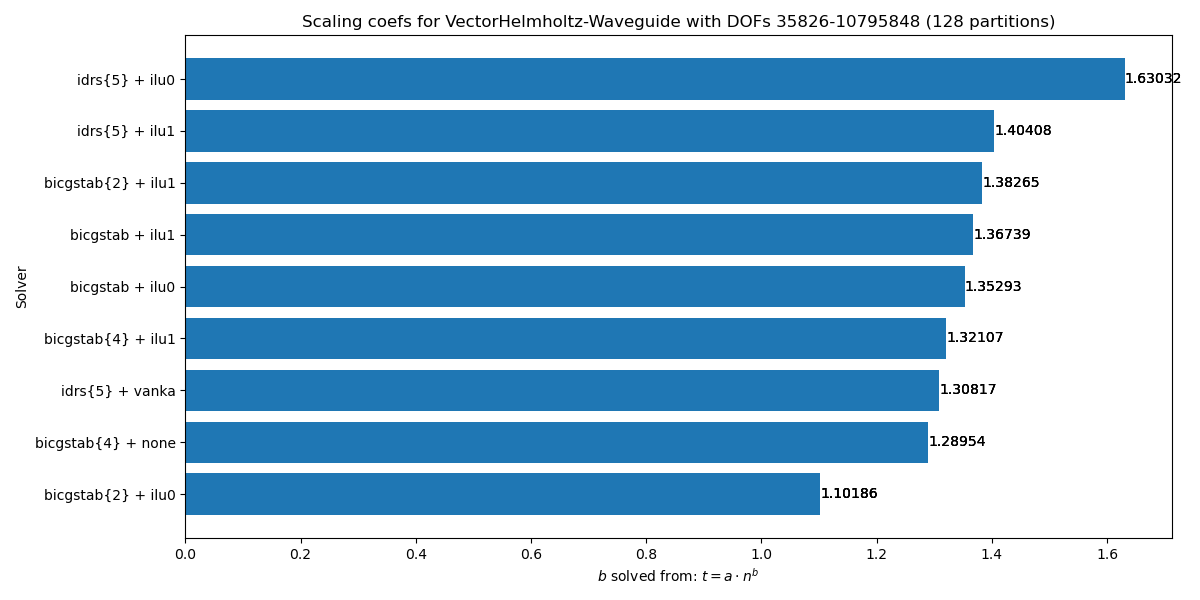 Scaling coefs for VectorHelmholtz-Waveguide with DOFs 35826-10795848 (128 partitions)
idrs{5} + ilu0
1.63032
idrs{5} + ilu1
1.40408
bicgstab{2} + ilu1
1.38265
bicgstab + ilu1
1.36739
bicgstab + ilu0
1.35293
bicgstab{4} + ilu1
1.32107
idrs{5} + vanka
1.30817
bicgstab{4} + none
1.28954
bicgstab{2} + ilu0
1.10186
Solver
0.0 0.2 0.4 0.6 0.8 1.0 1.2 1.4 1.6
b solved from: t = a · n^b